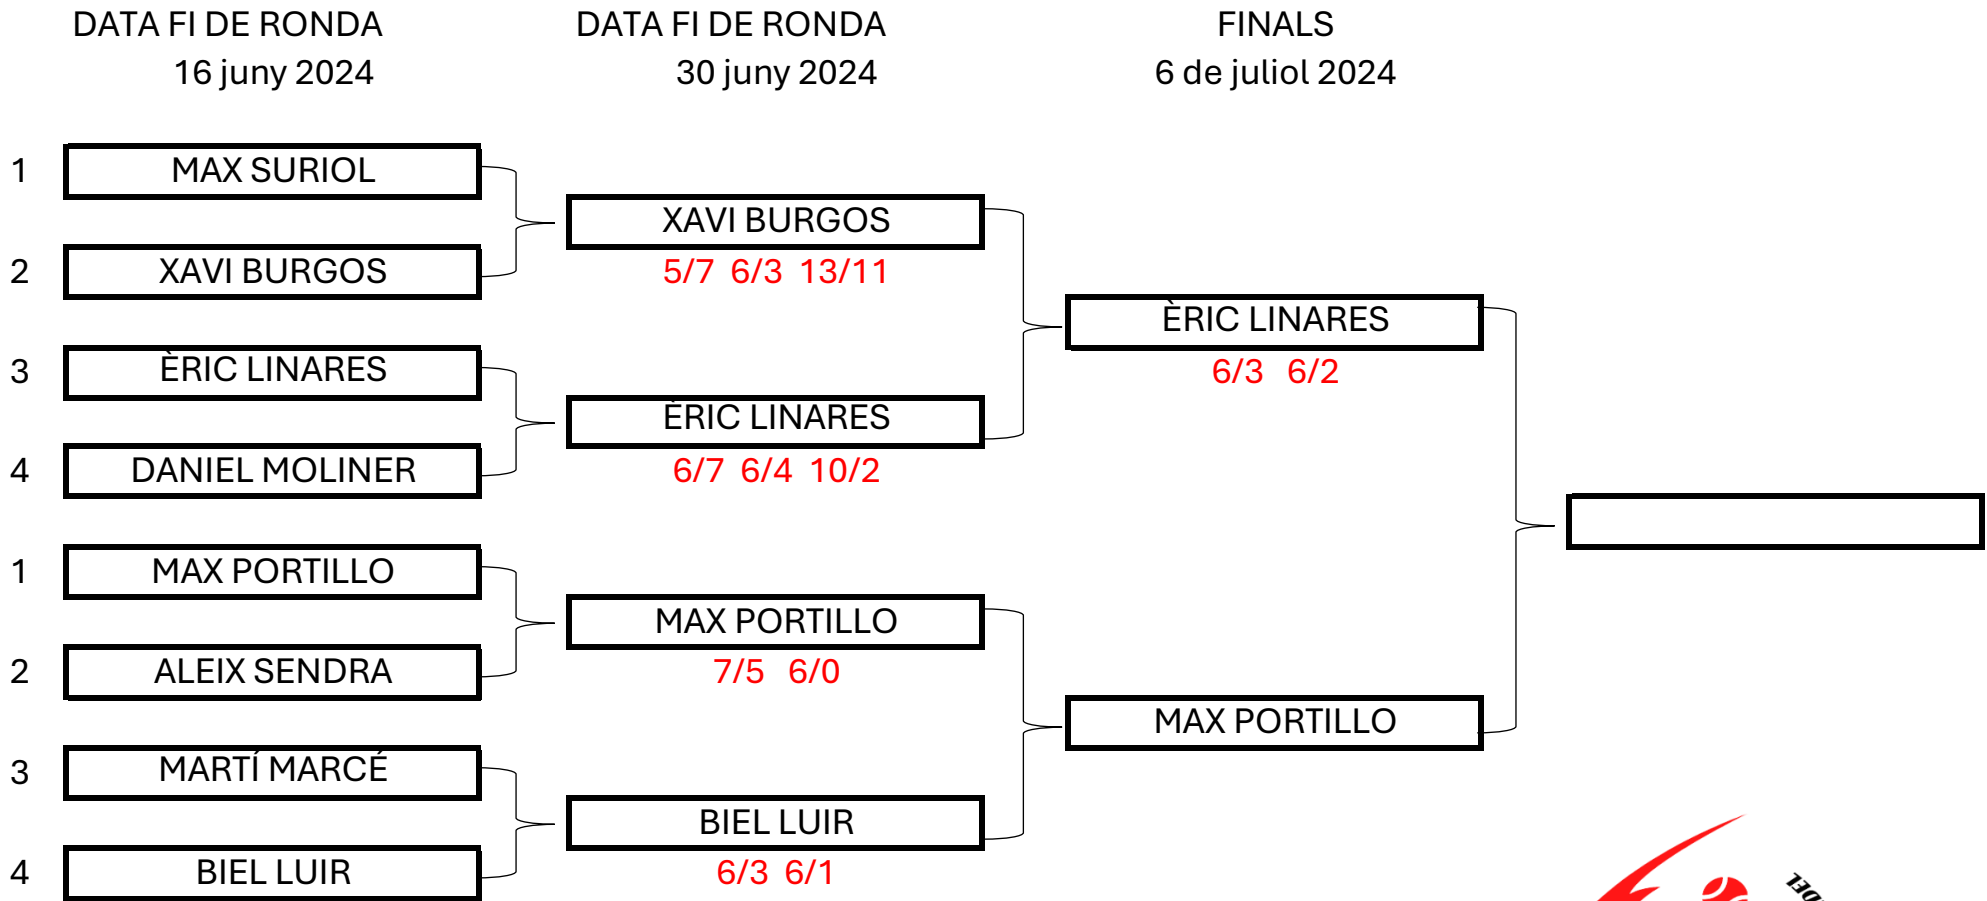 DATA FI DE RONDA DATA FI DE RONDA FINALS
16 juny 2024 30 juny 2024 6 de juliol 2024
1 MAX SURIOL
XAVI BURGOS
2 XAVI BURGOS 5/7 6/3 13/11
ÈRIC LINARES
3 ÈRIC LINARES 6/3 6/2
ÈRIC LINARES
4 DANIEL MOLINER 6/7 6/4 10/2
1 MAX PORTILLO
MAX PORTILLO
2 ALEIX SENDRA 7/5 6/0
MAX PORTILLO
3 MARTÍ MARCÉ
BIEL LUIR
4 BIEL LUIR 6/3 6/1